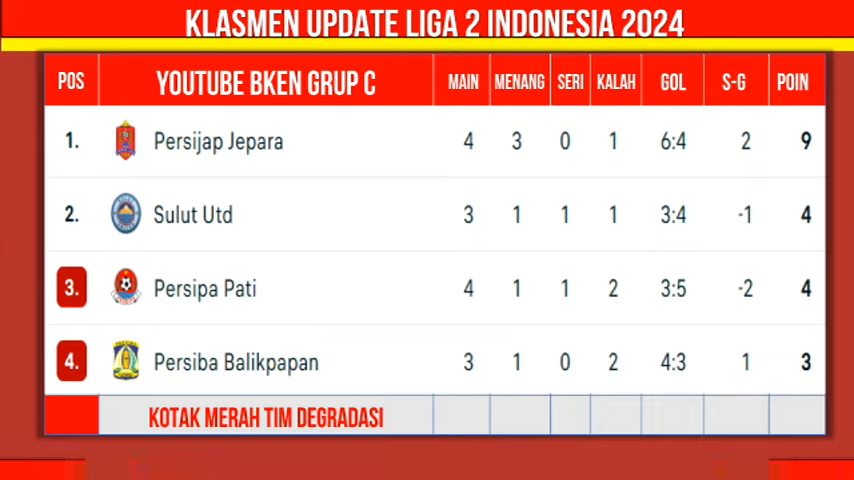 KLASMEN UPDATE LIGA 2 INDONESIA 2024
POS YOUTUBE BKEN GRUP C MAIN MENANG SERI KALAH GOL S-G POIN
1. Persijap Jepara 4 3 0 1 6:4 2 9
2. Sulut Utd 3 1 1 1 3:4 -1 4
3. Persipa Pati 4 1 1 2 3:5 -2 4
4. Persiba Balikpapan 3 1 0 2 4:3 1 3
KOTAK MERAH TIM DEGRADASI